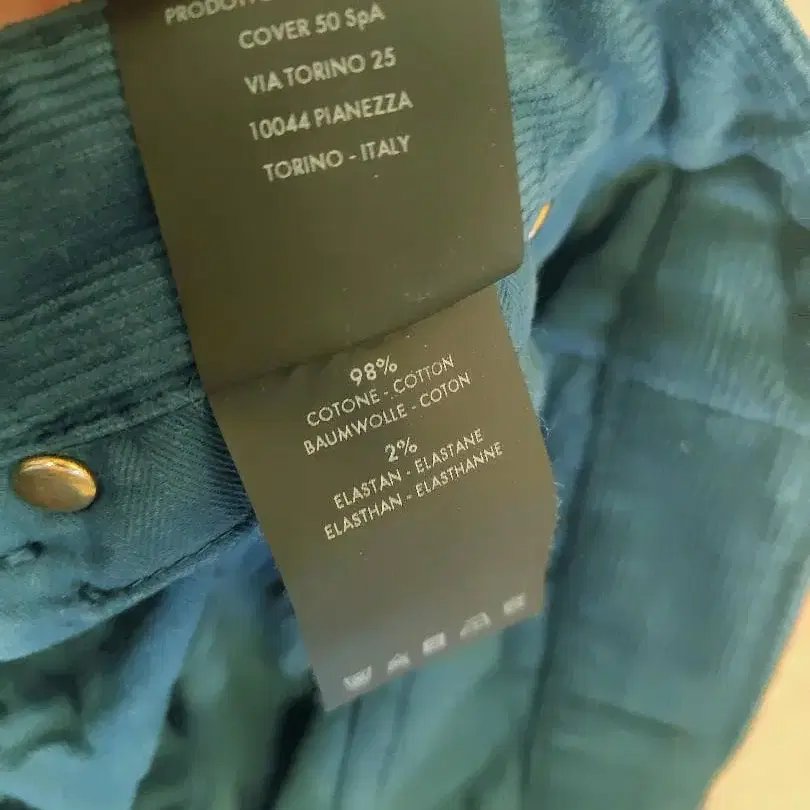 COVER 50 SpA
VIA TORINO 25
10044 PIANEZZA
TORINO - ITALY
98%
COTONE - COTTON
BAUMWOLLE - COTON
2%
ELASTAN - ELASTANE
ELASTHAN - ELASTHANNE